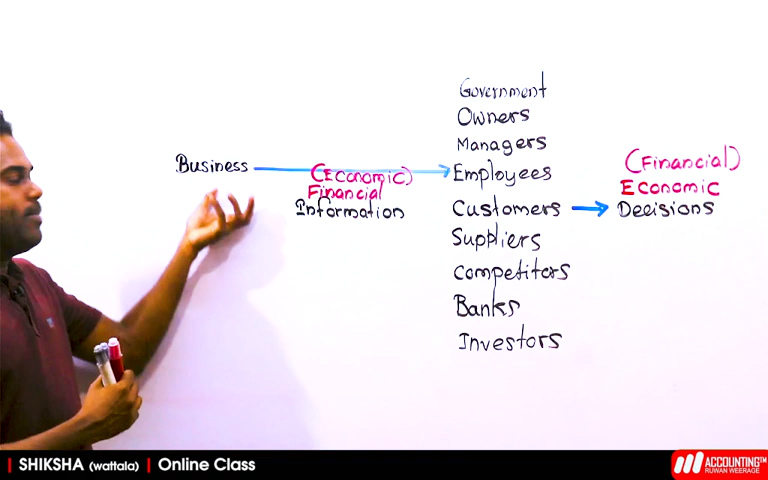 Government
Owners
Managers
Business
(Economic)
Financial
Information
Employees
(Financial)
Economic
Customers
Decisions
Suppliers
Competitors
Banks
Investors
| SHIKSHA (wattala) | Online Class
ACCOUNTING™
RUWAN WEERAGE